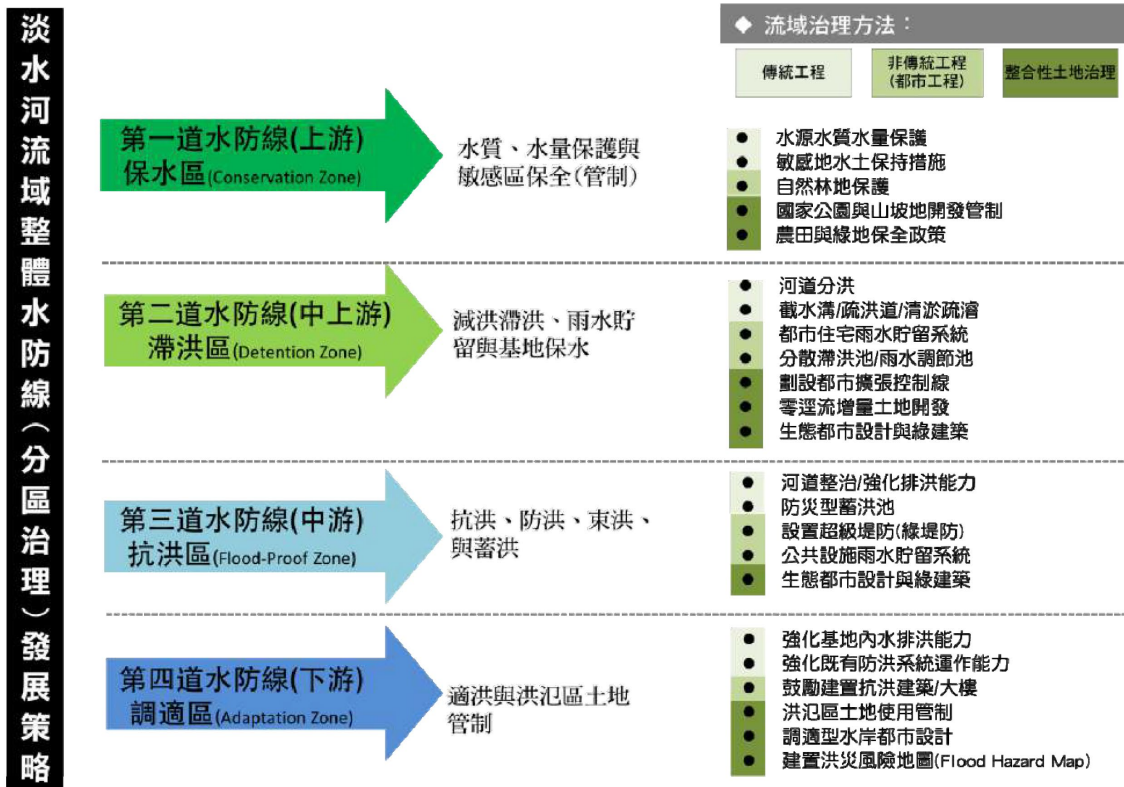 淡水河流域整體水防線（分區治理）發展策略
◆ 流域治理方法：
傳統工程
非傳統工程
(都市工程)
整合性土地治理
第一道水防線(上游)
保水區(Conservation Zone)
水質、水量保護與
敏感區保全(管制)
● 水源水質水量保護
● 敏感地水土保持措施
● 自然林地保護
● 國家公園與山坡地開發管制
● 農田與綠地保全政策
第二道水防線(中上游)
滯洪區(Detention Zone)
減洪滯洪、雨水貯
留與基地保水
● 河道分洪
● 截水溝/疏洪道/清淤疏濬
● 都市住宅雨水貯留系統
● 分散滯洪池/雨水調節池
● 劃設都市擴張控制線
● 零逕流增量土地開發
● 生態都市設計與綠建築
第三道水防線(中游)
抗洪區(Flood-Proof Zone)
抗洪、防洪、束洪、
與蓄洪
● 河道整治/強化排洪能力
● 防災型蓄洪池
● 設置超級堤防(綠堤防)
● 公共設施雨水貯留系統
● 生態都市設計與綠建築
第四道水防線(下游)
調適區(Adaptation Zone)
適洪與洪氾區土地
管制
● 強化基地內水排洪能力
● 強化既有防洪系統運作能力
● 鼓勵建置抗洪建築/大樓
● 洪氾區土地使用管制
● 調適型水岸都市設計
● 建置洪災風險地圖(Flood Hazard Map)